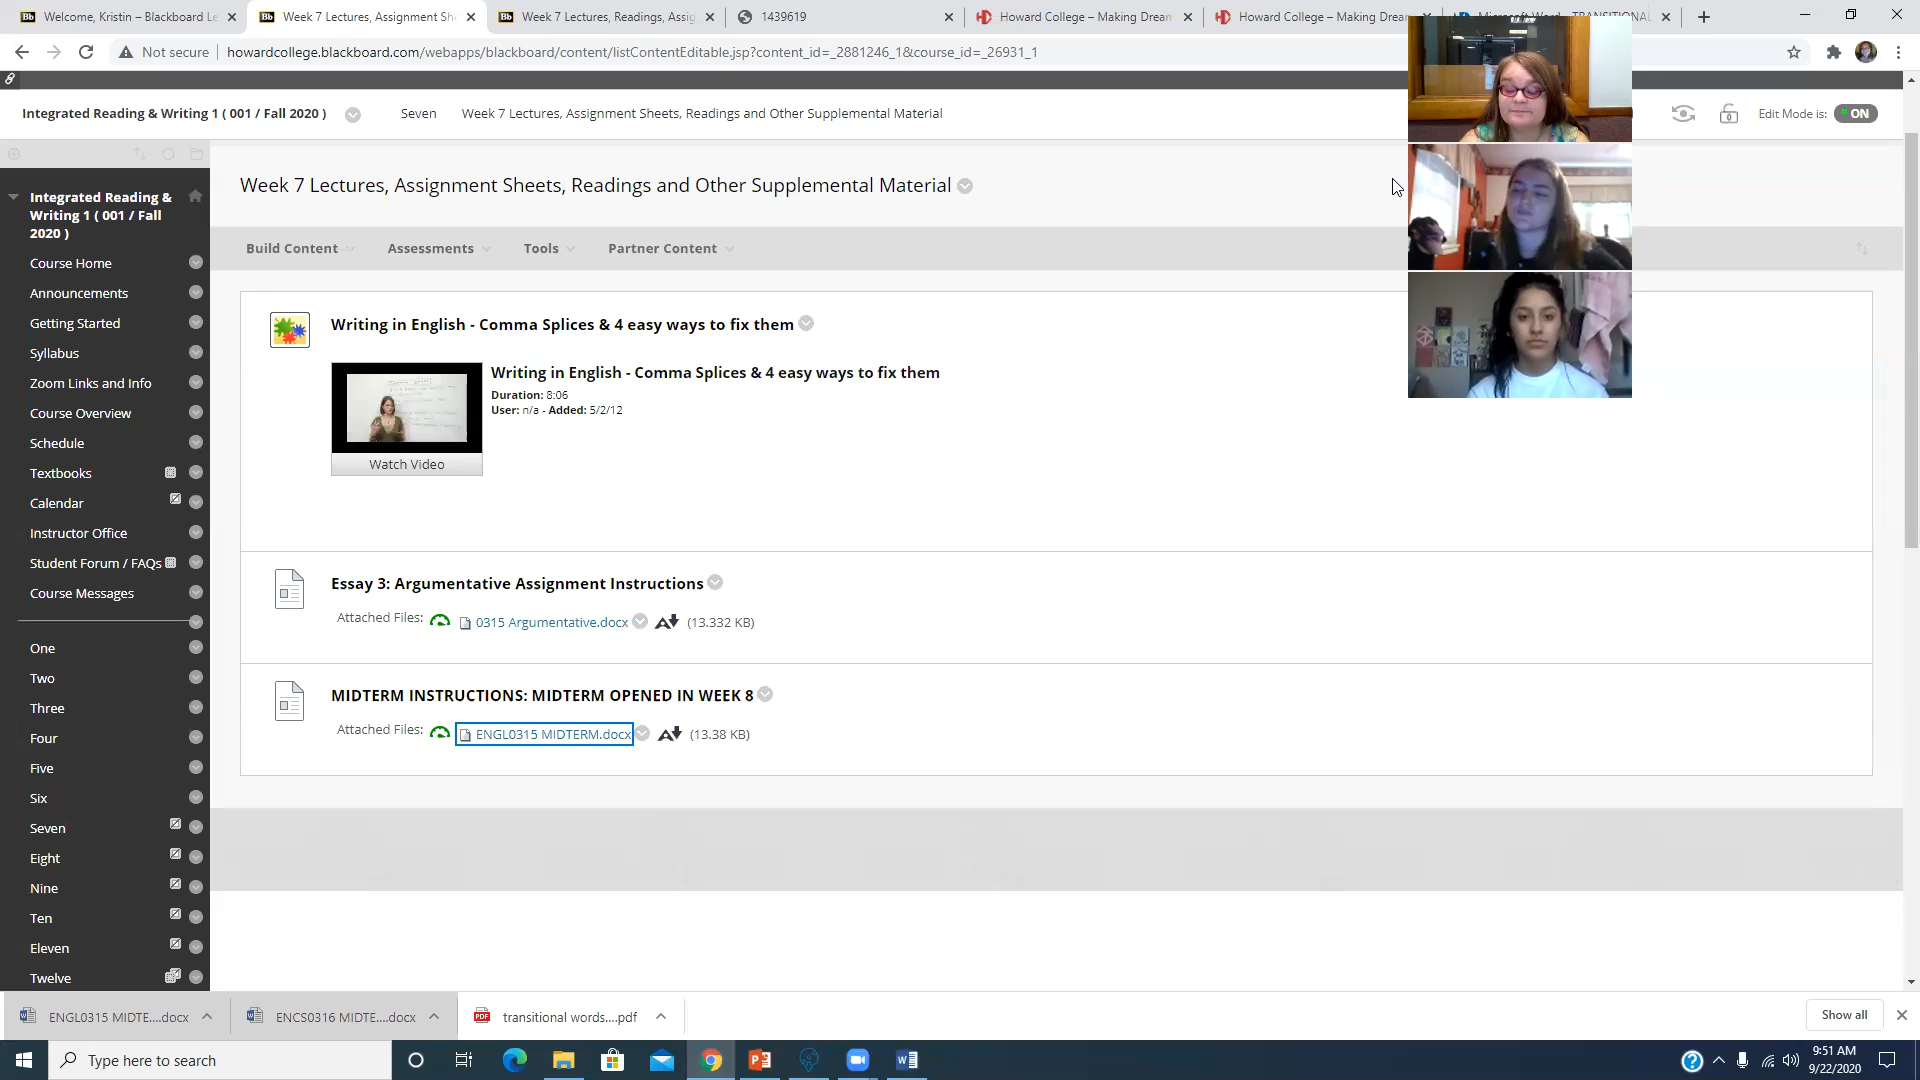 Welcome, Kristin – Blackboard Le
Week 7 Lectures, Assignment Sh
Week 7 Lectures, Readings, Assig
1439619
Howard College – Making Dream
Howard College – Making Drea
Microsoft Word - TRANSITIONAL
Not secure
howardcollege.blackboard.com/webapps/blackboard/content/listContentEditable.jsp?content_id=_2881246_1&course_id=_26931_1
Integrated Reading & Writing 1 ( 001 / Fall 2020 )
Seven
Week 7 Lectures, Assignment Sheets, Readings and Other Supplemental Material
Edit Mode is:
ON
Integrated Reading &
Writing 1 ( 001 / Fall
2020 )
Course Home
Announcements
Getting Started
Syllabus
Zoom Links and Info
Course Overview
Schedule
Textbooks
Calendar
Instructor Office
Student Forum / FAQs
Course Messages
One
Two
Three
Four
Five
Six
Seven
Eight
Nine
Ten
Eleven
Twelve
Week 7 Lectures, Assignment Sheets, Readings and Other Supplemental Material
Build Content
Assessments
Tools
Partner Content
Writing in English - Comma Splices & 4 easy ways to fix them
Writing in English - Comma Splices & 4 easy ways to fix them
Duration: 8:06
User: n/a - Added: 5/2/12
Watch Video
Essay 3: Argumentative Assignment Instructions
Attached Files: 0315 Argumentative.docx (13.332 KB)
MIDTERM INSTRUCTIONS: MIDTERM OPENED IN WEEK 8
Attached Files: ENGL0315 MIDTERM.docx (13.38 KB)
ENGL0315 MIDTE....docx
ENCS0316 MIDTE....docx
transitional words....pdf
Show all
Type here to search
9:51 AM
9/22/2020